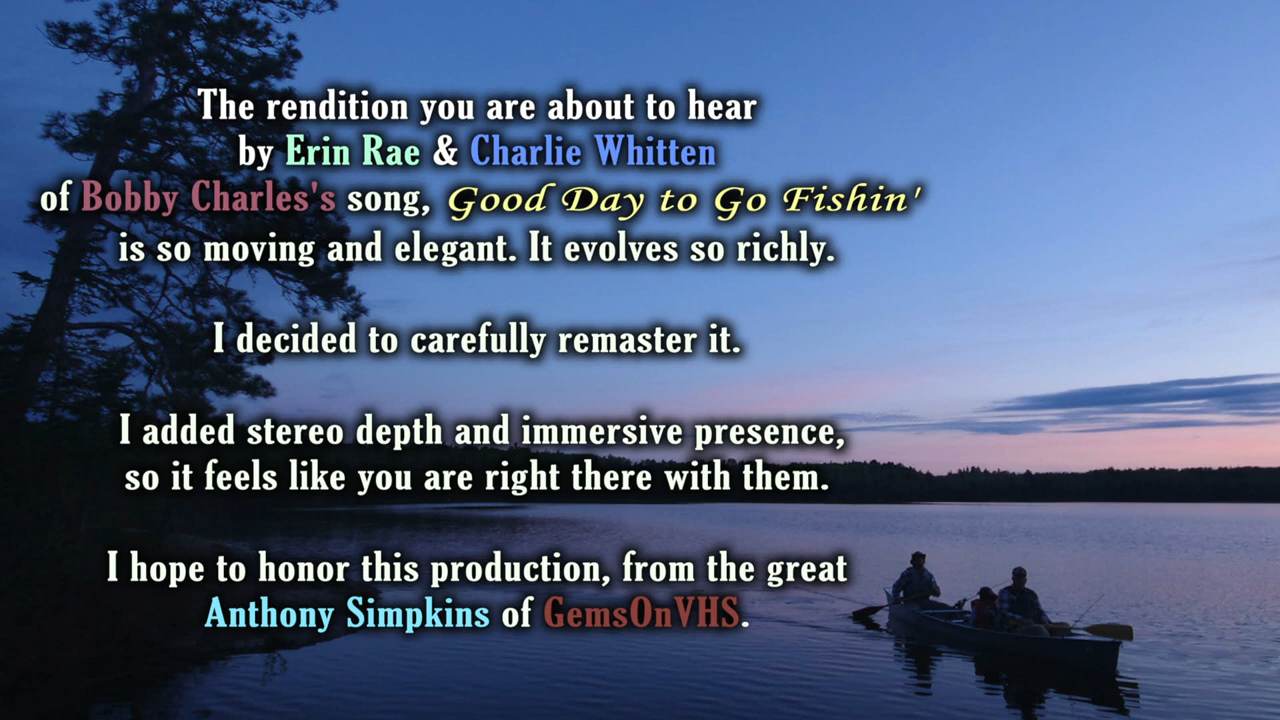 The rendition you are about to hear
by Erin Rae & Charlie Whitten
of Bobby Charles's song, Good Day to Go Fishin'
is so moving and elegant. It evolves so richly.
I decided to carefully remaster it.
I added stereo depth and immersive presence,
so it feels like you are right there with them.
I hope to honor this production, from the great
Anthony Simpkins of GemsOnVHS.